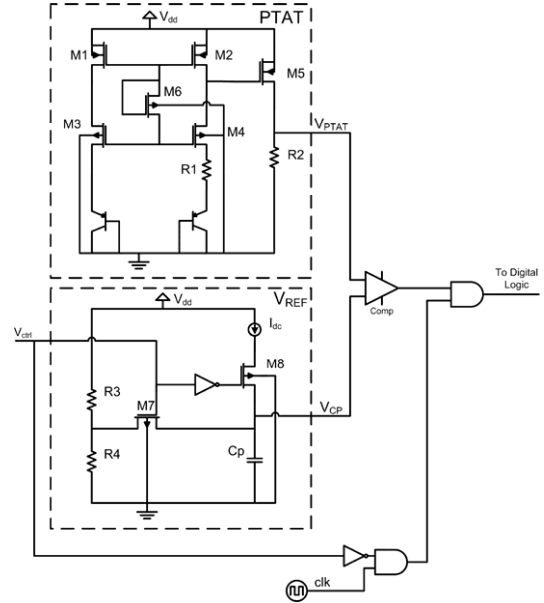 PTAT
Vdd
M1
M2
M5
M6
M3
M4
VPTAT
R1
R2
To Digital
Logic
Comp
VREF
Vdd
Vctrl
Idc
M8
R3
M7
VCP
R4
Cp
clk